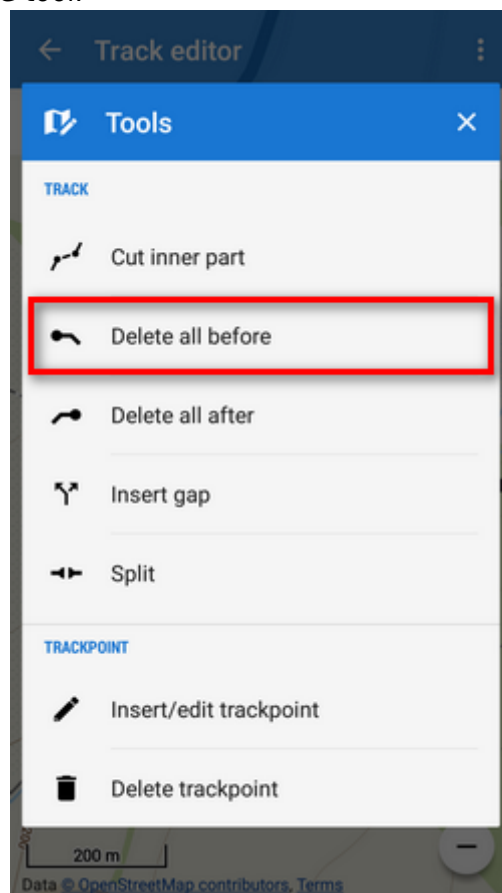 Track editor
Tools
TRACK
Cut inner part
Delete all before
Delete all after
Insert gap
Split
TRACKPOINT
Insert/edit trackpoint
Delete trackpoint
200 m
Data © OpenStreetMap contributors, Terms